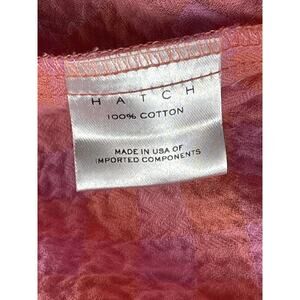 HATCH
100% COTTON
MADE IN USA OF
IMPORTED COMPONENTS